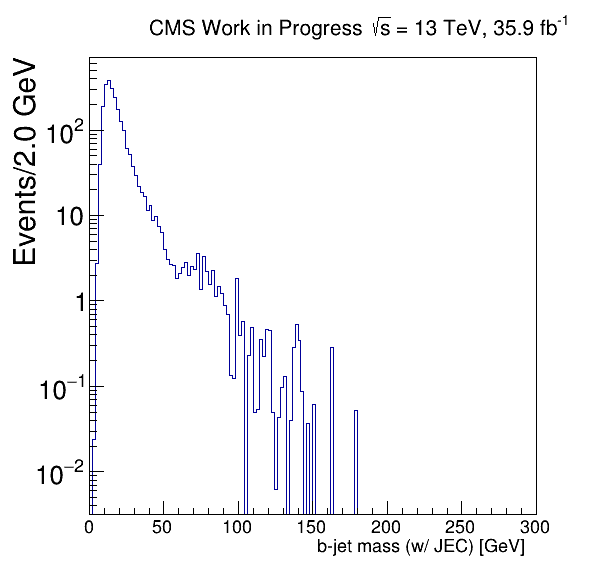 CMS Work in Progress √s = 13 TeV, 35.9 fb⁻¹
Events/2.0 GeV
10²
10
1
10⁻¹
10⁻²
0 50 100 150 200 250 300
b-jet mass (w/ JEC) [GeV]